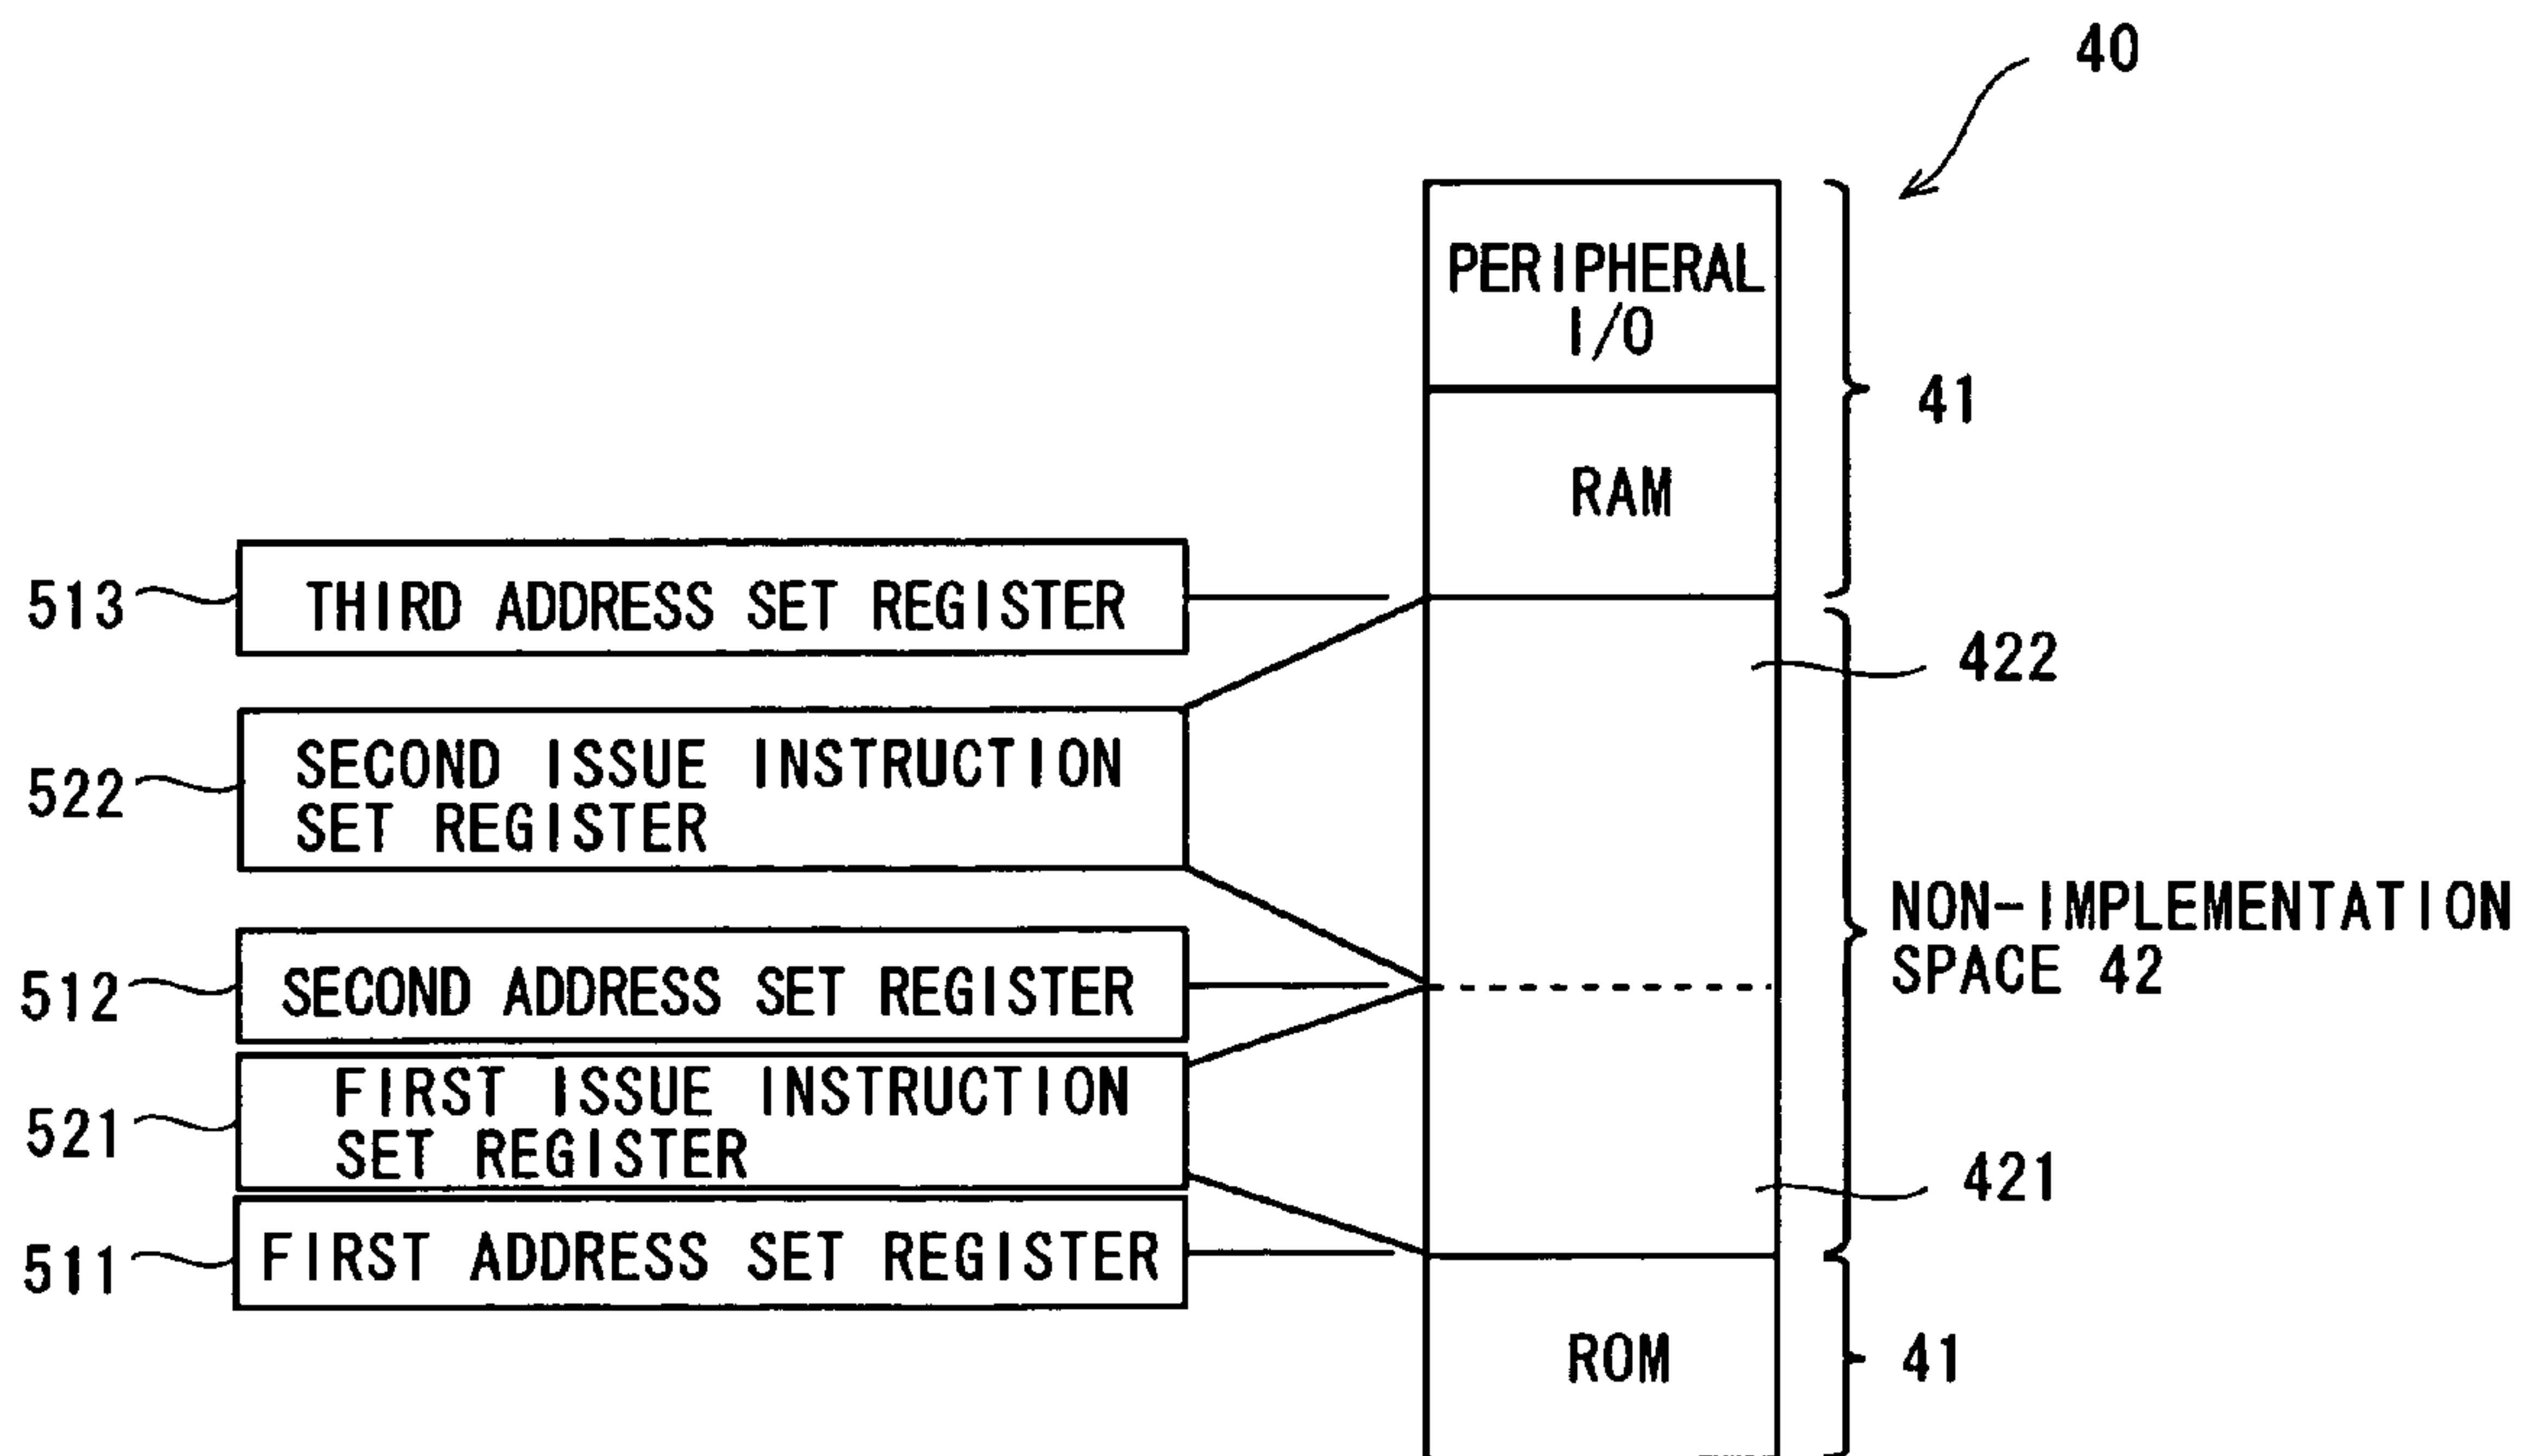 40
PERIPHERAL
I/O
41
RAM
513 THIRD ADDRESS SET REGISTER
422
522 SECOND ISSUE INSTRUCTION
SET REGISTER
NON-IMPLEMENTATION
SPACE 42
512 SECOND ADDRESS SET REGISTER
521 FIRST ISSUE INSTRUCTION
SET REGISTER
421
511 FIRST ADDRESS SET REGISTER
ROM
41